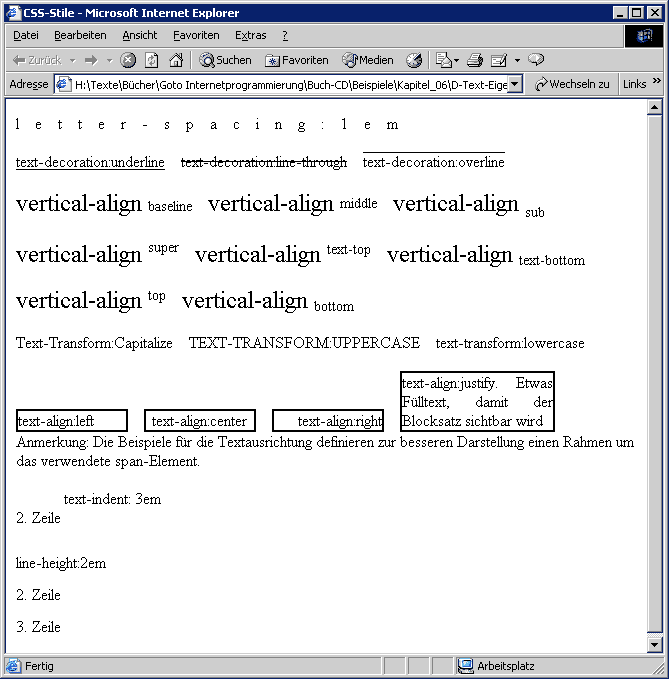 CSS-Stile - Microsoft Internet Explorer
Datei Bearbeiten Ansicht Favoriten Extras ?
Zurück Suchen Favoriten Medien
Adresse H:\Texte\Bücher\Goto Internetprogrammierung\Buch-CD\Beispiele\Kapitel_06\D-Text-Eige Wechseln zu Links »
letter-spacing:1em
text-decoration:underline text-decoration:line-through text-decoration:overline
vertical-align baseline vertical-align middle vertical-align sub
vertical-align super vertical-align text-top vertical-align text-bottom
vertical-align top vertical-align bottom
Text-Transform:Capitalize TEXT-TRANSFORM:UPPERCASE text-transform:lowercase
text-align:left text-align:center text-align:right
text-align:justify. Etwas
Fülltext, damit der
Blocksatz sichtbar wird
Anmerkung: Die Beispiele für die Textausrichtung definieren zur besseren Darstellung einen Rahmen um
das verwendete span-Element.
text-indent: 3em
2. Zeile
line-height:2em
2. Zeile
3. Zeile
Fertig Arbeitsplatz